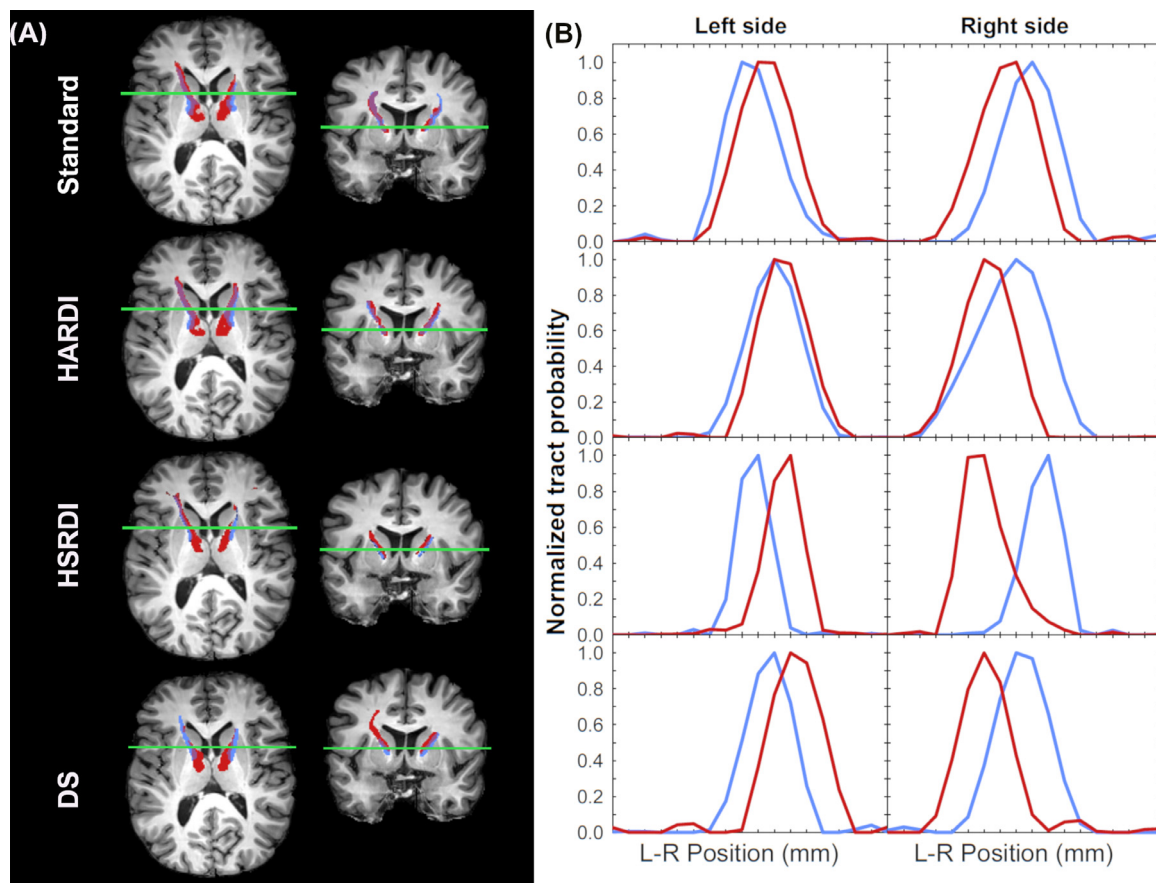 (A)
Standard
HARDI
HSRDI
DS
(B)
Left side Right side
Normalized tract probability
1.0
0.8
0.6
0.4
0.2
0.0
1.0
0.8
0.6
0.4
0.2
0.0
1.0
0.8
0.6
0.4
0.2
0.0
1.0
0.8
0.6
0.4
0.2
0.0
L-R Position (mm) L-R Position (mm)